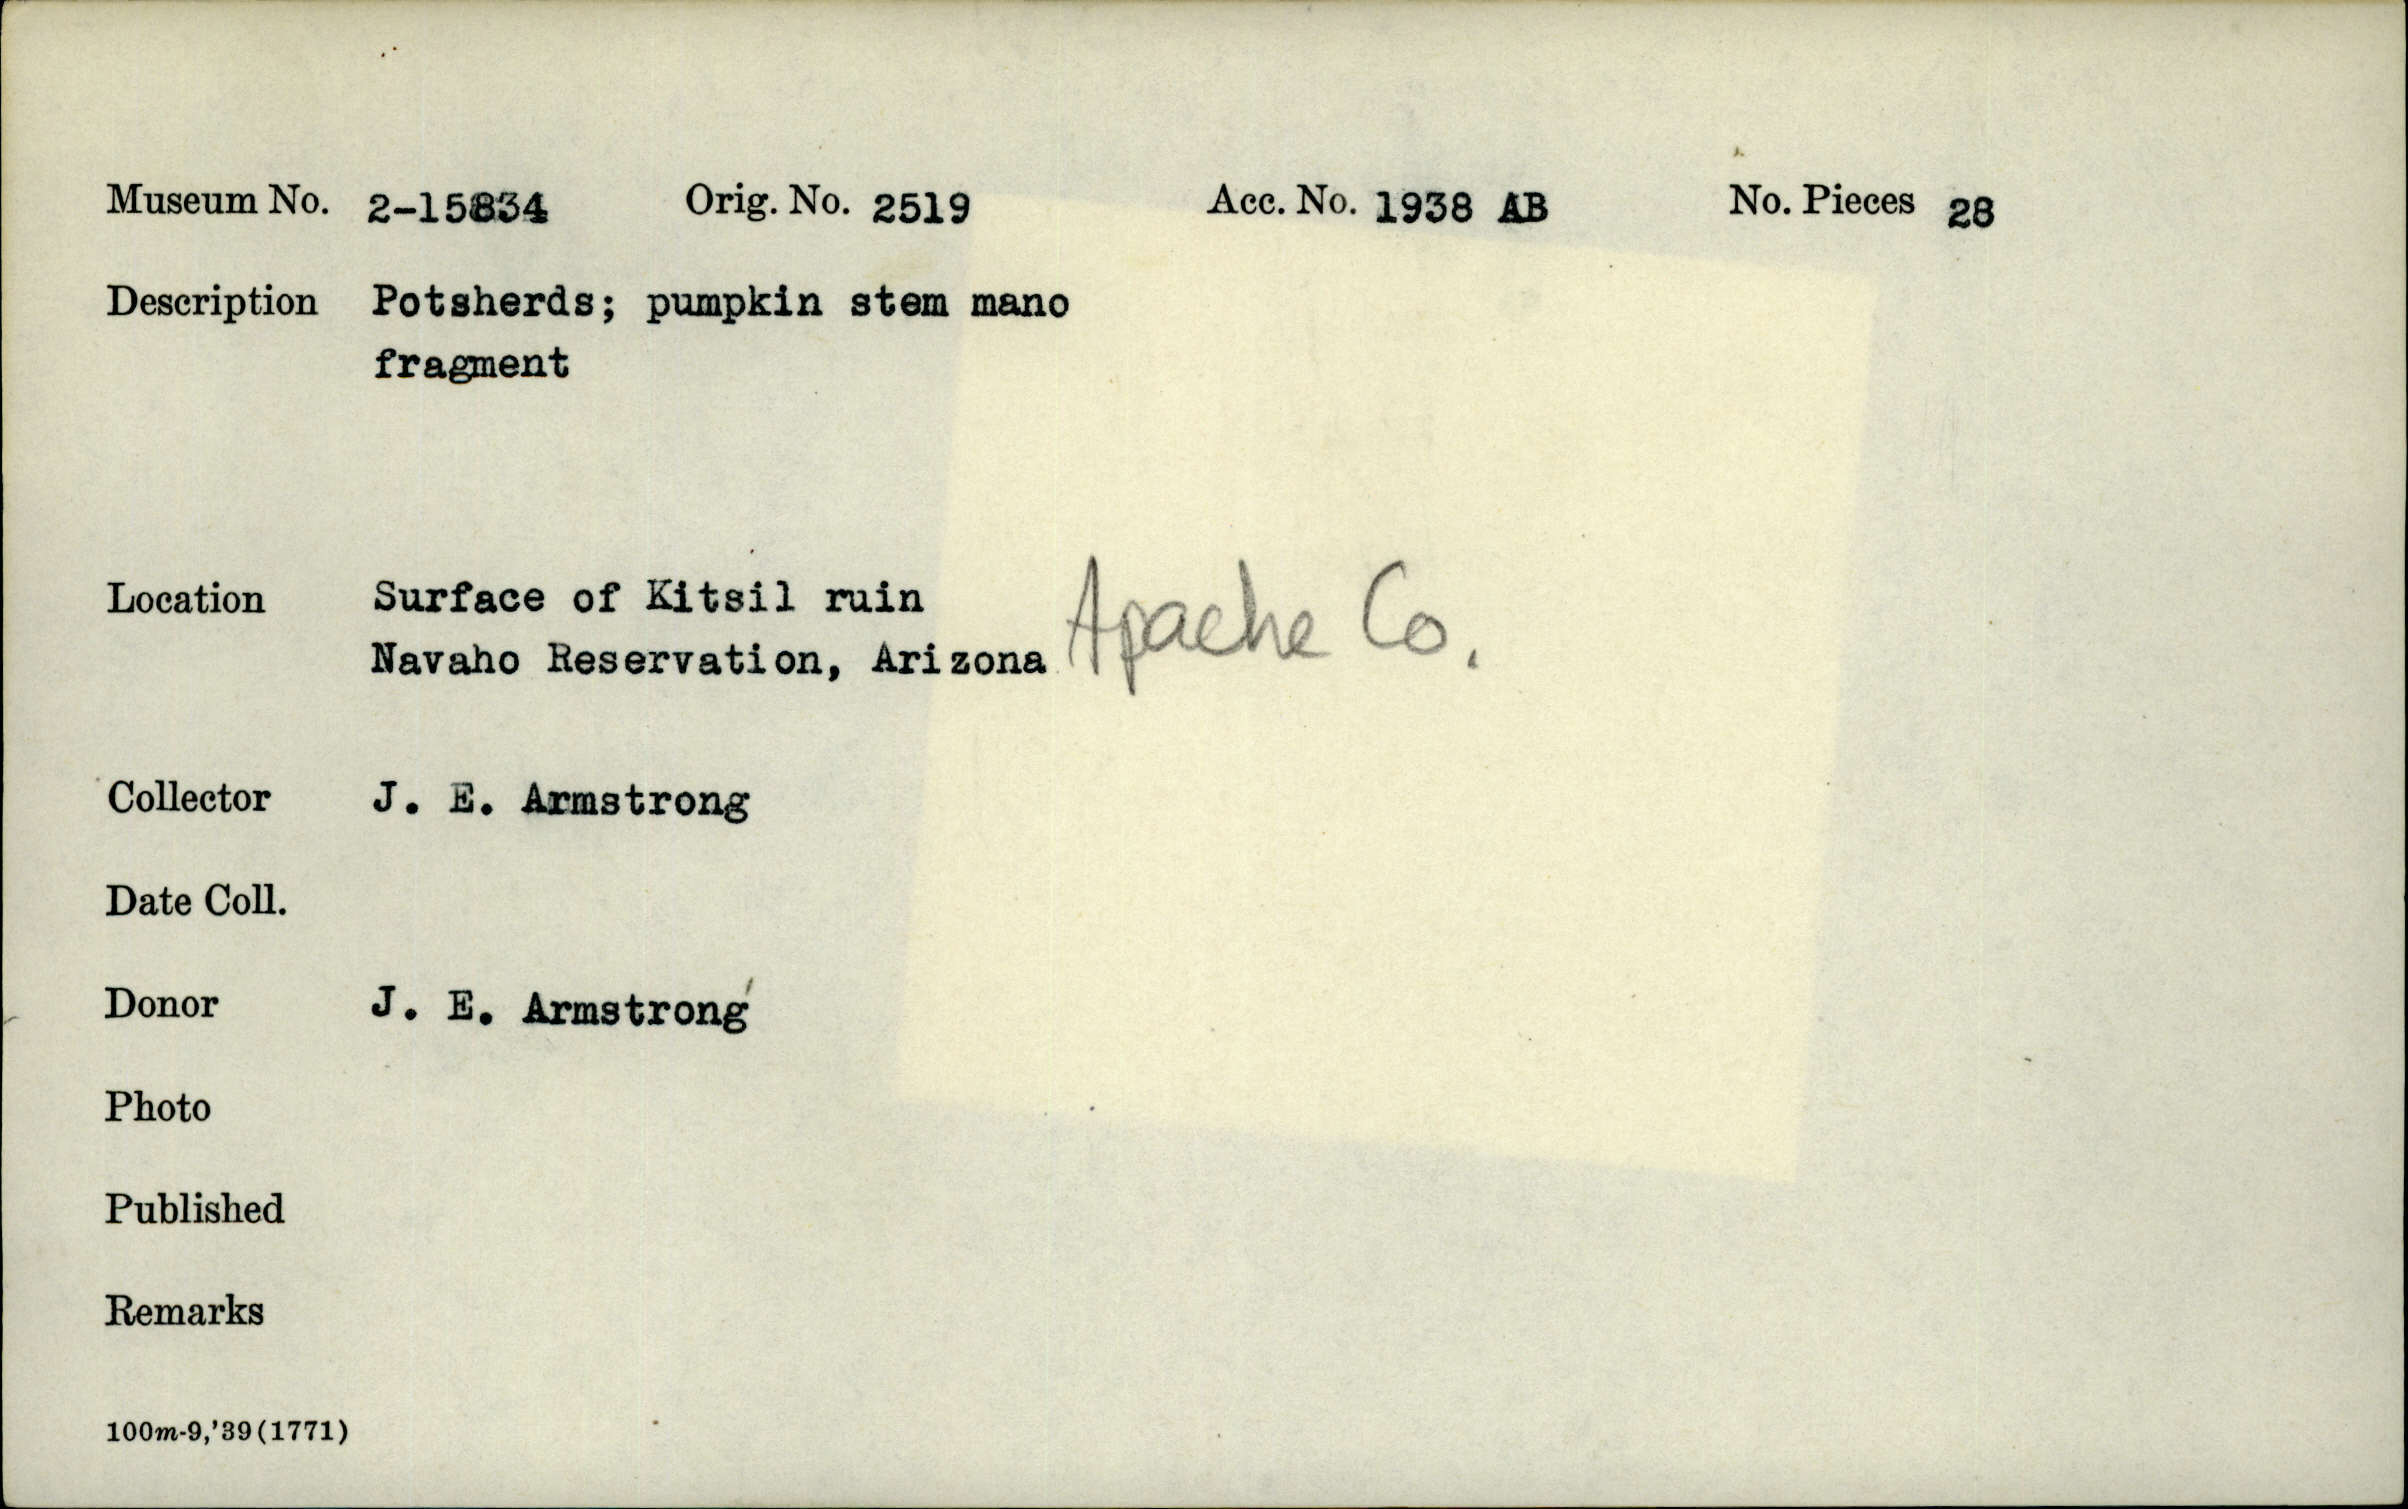 Museum No. 2-15834 Orig. No. 2519 Acc. No. 1938 AB No. Pieces 28
Description Potsherds; pumpkin stem mano
fragment
Location Surface of Kitsil ruin
Navaho Reservation, Arizona Apache Co.
Collector J. E. Armstrong
Date Coll.
Donor J. E. Armstrong
Photo
Published
Remarks
100m-9,'39(1771)